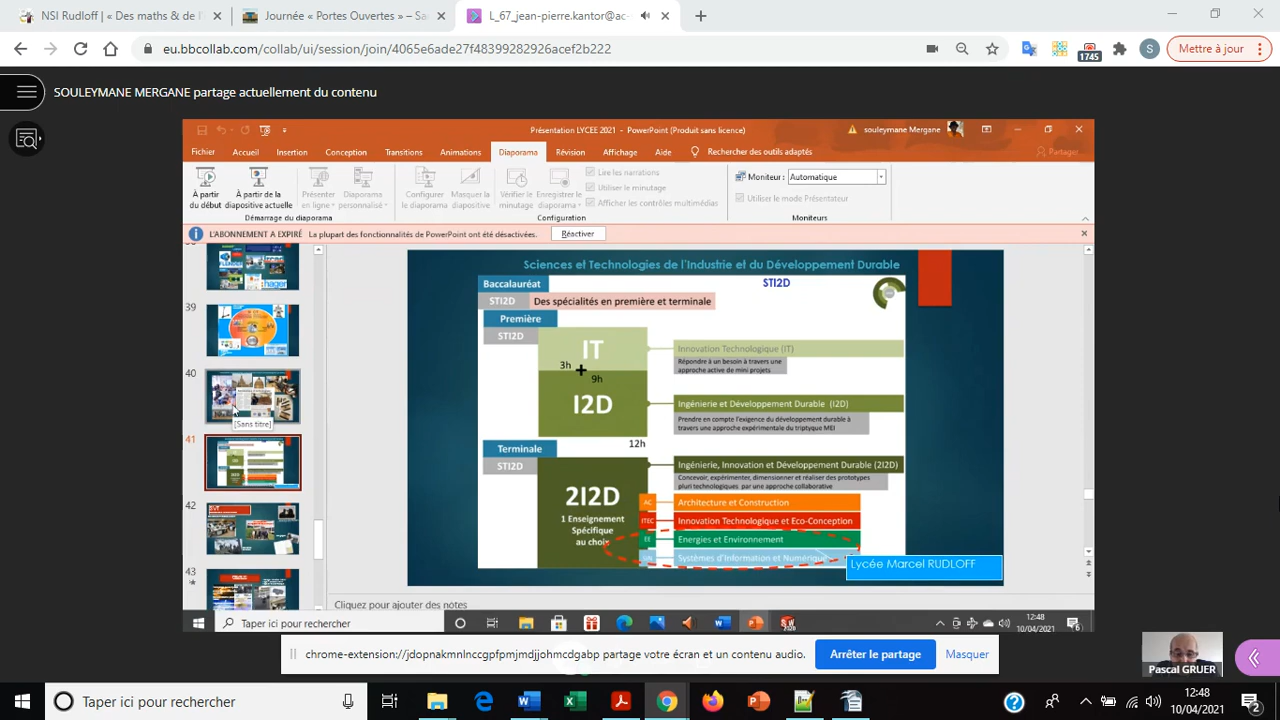 NSI Rudloff | « Des maths & de l'
Journée « Portes Ouvertes » – Sa
L_67_jean-pierre.kantor@ac-
eu.bbcollab.com/collab/ui/session/join/4065e6ade27f48399282926acef2b222
1745
S
Mettre à jour
SOULEYMANE MERGANE partage actuellement du contenu
Présentation LYCEE 2021 - PowerPoint (Produit sans licence)
souleymane Mergane
Fichier Accueil Insertion Conception Transitions Animations Diaporama Révision Affichage Aide Rechercher des outils adaptés Partager
À partir du début
À partir de la diapositive actuelle
Présenter en ligne
Diaporama personnalisé
Configurer le diaporama
Masquer la diapositive
Vérifier le minutage
Enregistrer le diaporama
Lire les narrations
Utiliser le minutage
Afficher les contrôles multimédias
Moniteur : Automatique
Utiliser le mode Présentateur
Démarrage du diaporama
Configuration
Moniteurs
L'ABONNEMENT A EXPIRÉ La plupart des fonctionnalités de PowerPoint ont été désactivées. Réactiver
hager
39
40
[Sans titre]
41
42
43
Sciences et Technologies de l'Industrie et du Développement Durable
Baccalauréat
STI2D
STI2D Des spécialités en première et terminale
Première
STI2D
IT
3h
+
9h
I2D
12h
Innovation Technologique (IT)
Répondre à un besoin à travers une
approche active de mini projets
Ingénierie et Développement Durable (I2D)
Prendre en compte l'exigence du développement durable à
travers une approche expérimentale du triptyque MEI
Terminale
STI2D
2I2D
1 Enseignement
Spécifique
au choix
Ingénierie, Innovation et Développement Durable (2I2D)
Concevoir, expérimenter, dimensionner et réaliser des prototypes
pluri technologiques par une approche collaborative
AC Architecture et Construction
ITEC Innovation Technologique et Eco-Conception
EE Energies et Environnement
Systèmes d'Information et Numérique
Lycée Marcel RUDLOFF
Cliquez pour ajouter des notes
Taper ici pour rechercher
12:48
10/04/2021
6
chrome-extension://jdopnakmnlnccgfpfmjmdjjohmcdgabp partage votre écran et un contenu audio. Arrêter le partage Masquer
Pascal GRUER
Taper ici pour rechercher
12:48
10/04/2021
2